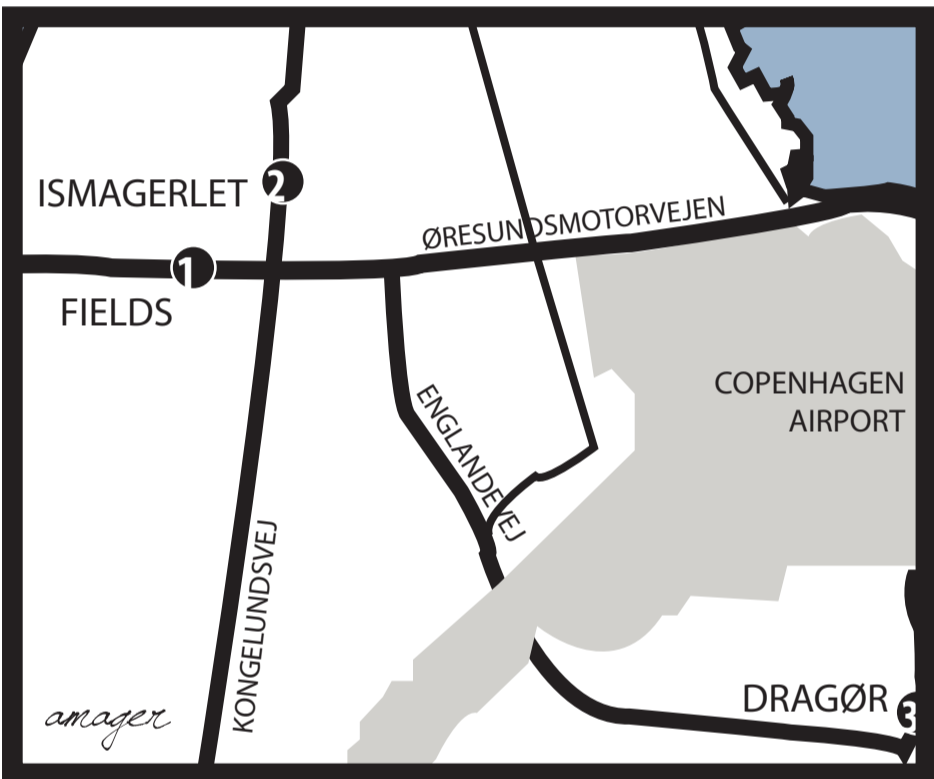 ISMAGERLET 2
ØRESUNDSMOTORVEJEN
1
FIELDS
COPENHAGEN
AIRPORT
ENGLANDEVEJ
KONGELUNDSVEJ
DRAGØR 3
amager